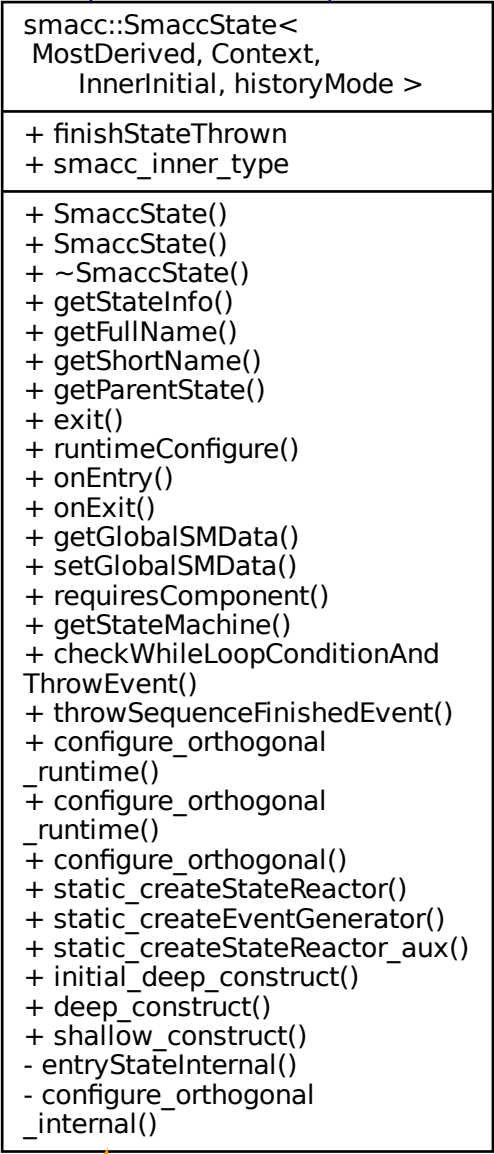 smacc::SmaccState<
MostDerived, Context,
InnerInitial, historyMode >
+ finishStateThrown
+ smacc_inner_type
+ SmaccState()
+ SmaccState()
+ ~SmaccState()
+ getStateInfo()
+ getFullName()
+ getShortName()
+ getParentState()
+ exit()
+ runtimeConfigure()
+ onEntry()
+ onExit()
+ getGlobalSMData()
+ setGlobalSMData()
+ requiresComponent()
+ getStateMachine()
+ checkWhileLoopConditionAnd
ThrowEvent()
+ throwSequenceFinishedEvent()
+ configure_orthogonal
_runtime()
+ configure_orthogonal
_runtime()
+ configure_orthogonal()
+ static_createStateReactor()
+ static_createEventGenerator()
+ static_createStateReactor_aux()
+ initial_deep_construct()
+ deep_construct()
+ shallow_construct()
- entryStateInternal()
- configure_orthogonal
_internal()